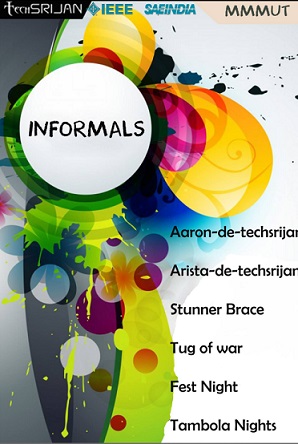 techSRIJAN IEEE SAEINDIA MMMUT
INFORMALS
Aaron-de-techsrijan
Arista-de-techsrijan
Stunner Brace
Tug of war
Fest Night
Tambola Nights